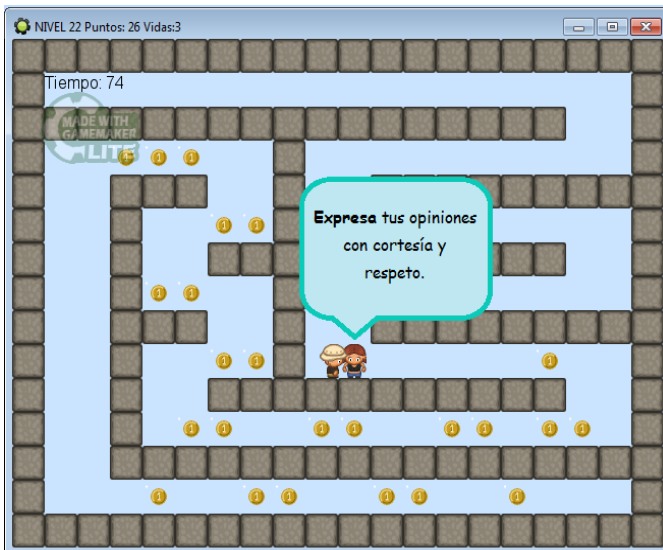 NIVEL 22 Puntos: 26 Vidas:3
Tiempo: 74
MADE WITH
GAMEMAKER
LITE
Expresa tus opiniones
con cortesía y
respeto.